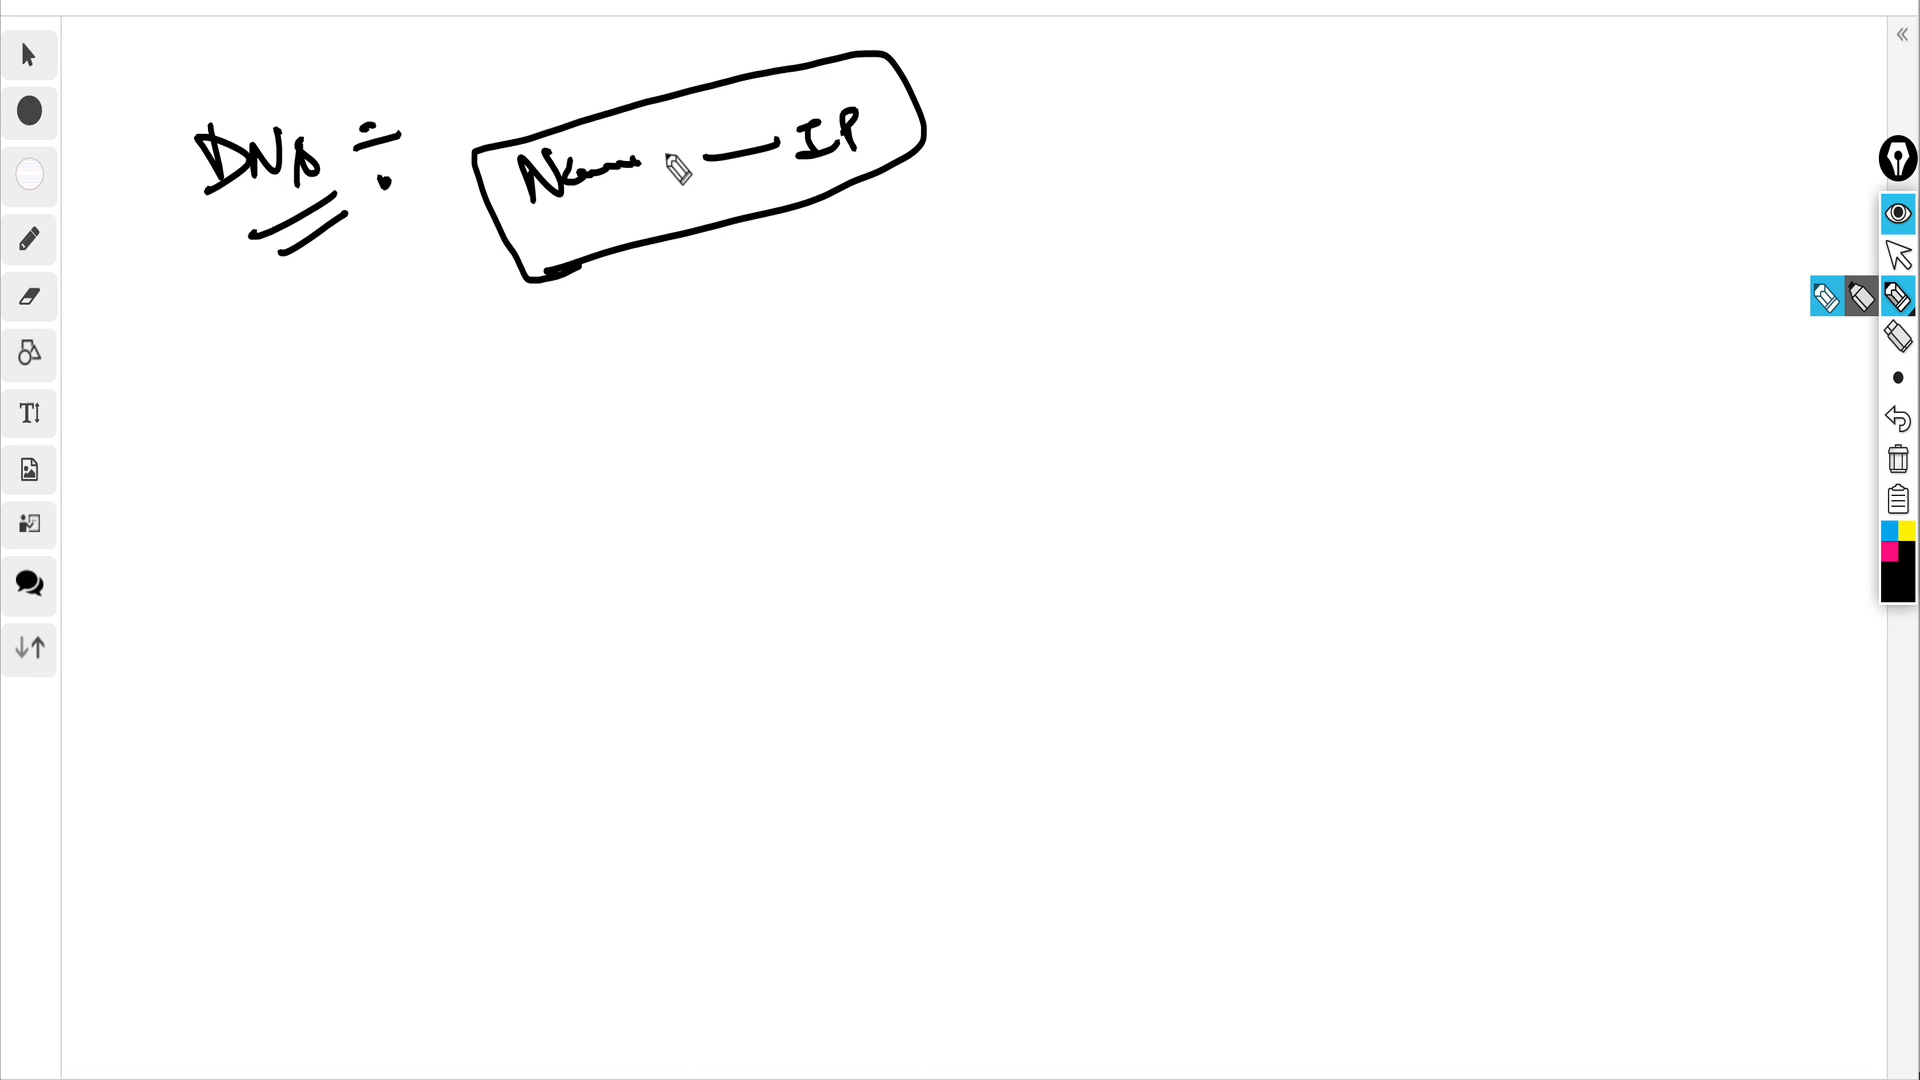 DNS :-
Name — IP